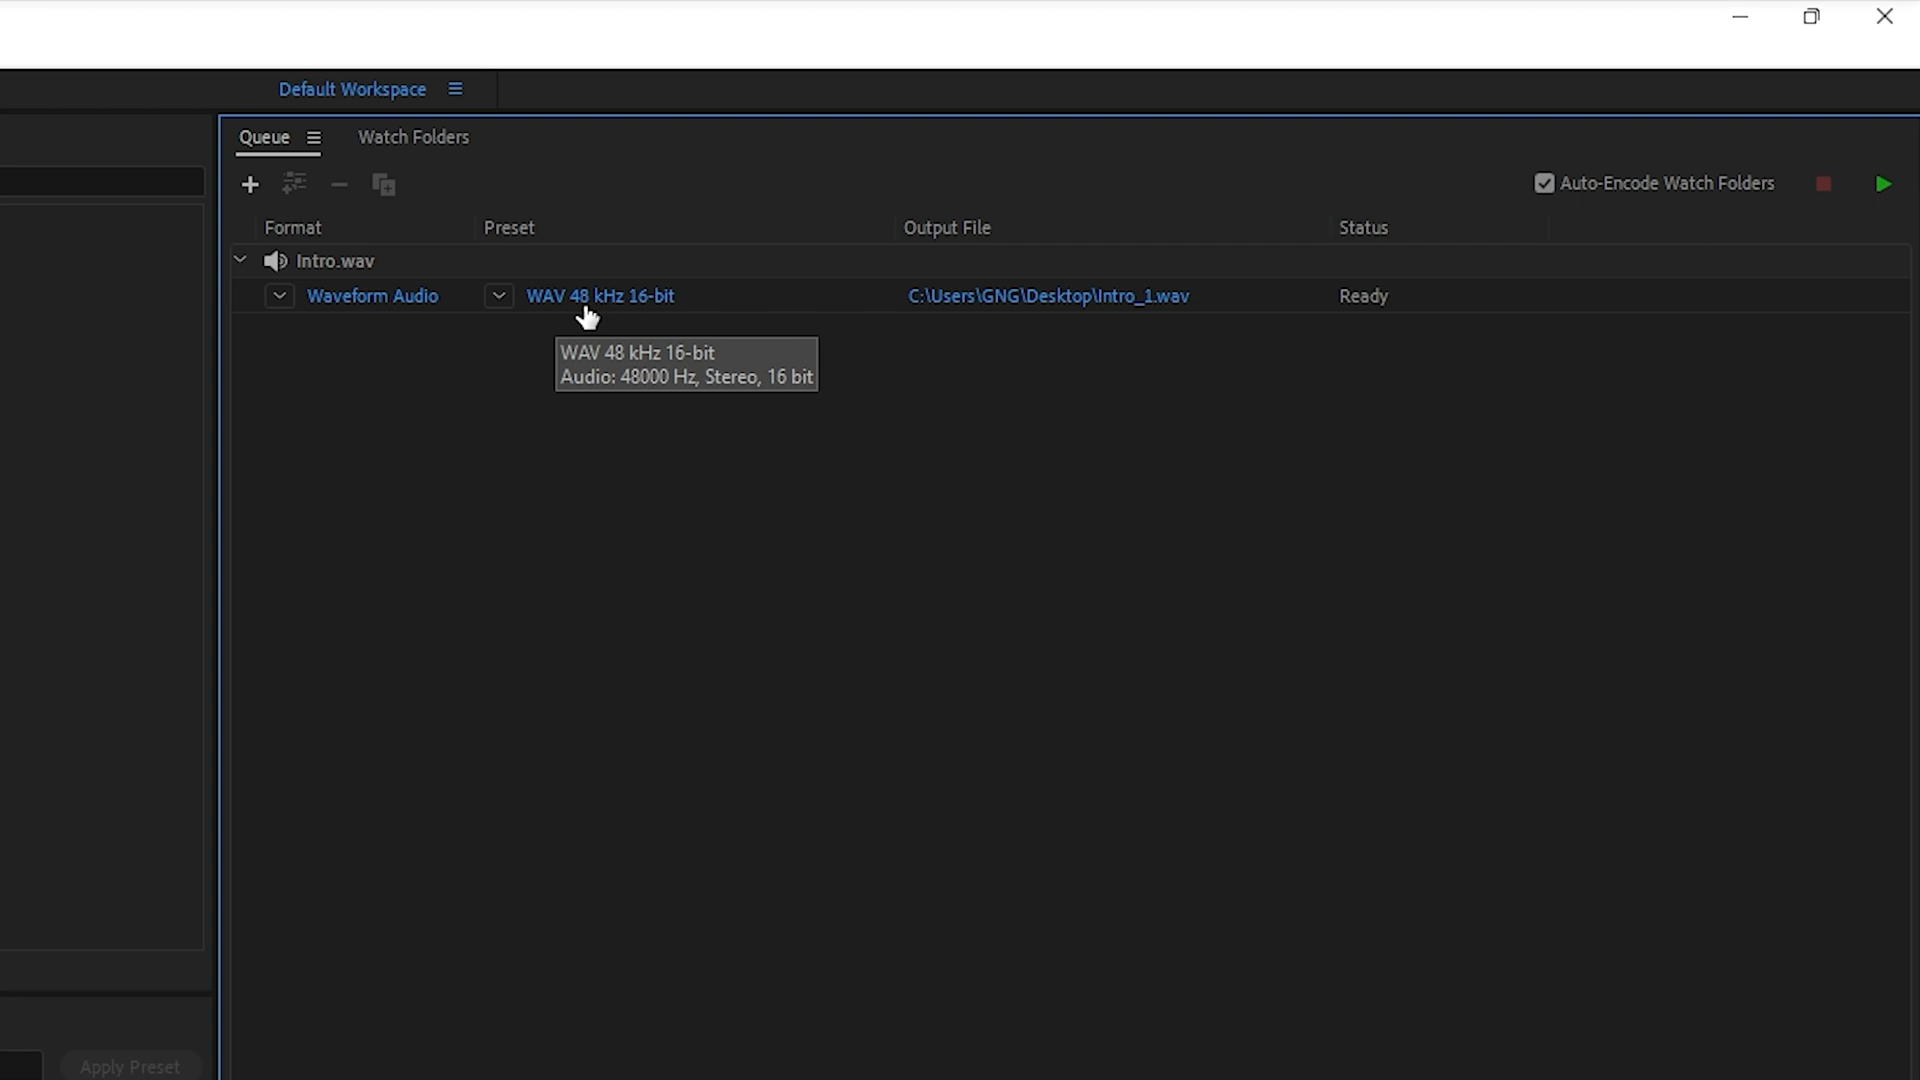 Default Workspace
Queue Watch Folders
Auto-Encode Watch Folders
Format Preset Output File Status
Intro.wav
Waveform Audio WAV 48 kHz 16-bit C:\Users\GNG\Desktop\Intro_1.wav Ready
WAV 48 kHz 16-bit
Audio: 48000 Hz, Stereo, 16 bit
Apply Preset